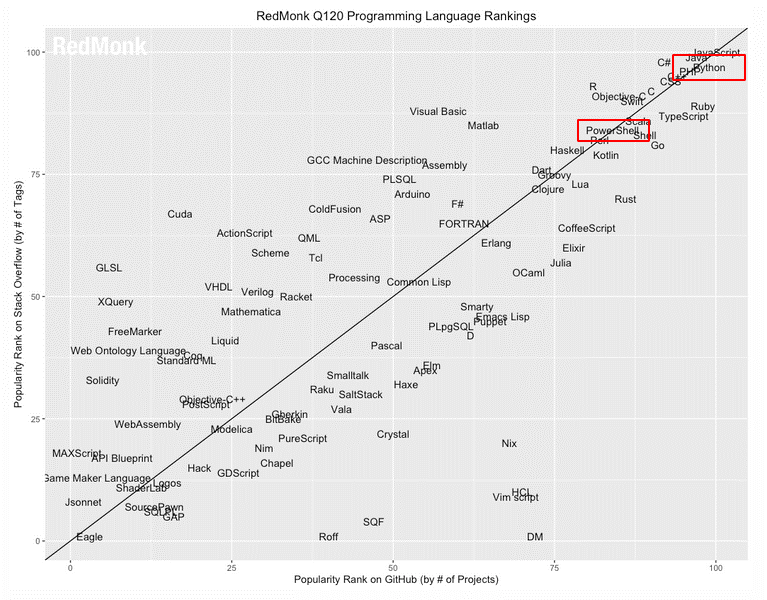 RedMonk Q120 Programming Language Rankings
RedMonk
100
75
50
25
0
Popularity Rank on Stack Overflow (by # of Tags)
JavaScript
Java
C#
Python
PHP
C++
CSS
R
C
Objective-C
Swift
Ruby
Visual Basic
TypeScript
Matlab
Scala
PowerShell
Shell
Perl
Go
Haskell
Kotlin
GCC Machine Description
Assembly
Dart
Groovy
PLSQL
Lua
Clojure
Arduino
Rust
F#
ColdFusion
Cuda
ASP
FORTRAN
CoffeeScript
ActionScript
QML
Erlang
Elixir
Scheme
Tcl
Julia
GLSL
OCaml
Processing
Common Lisp
VHDL
Verilog
Racket
XQuery
Smarty
Mathematica
Emacs Lisp
Puppet
PLpgSQL
FreeMarker
D
Liquid
Pascal
Web Ontology Language
Coq
Standard ML
Elm
Apex
Smalltalk
Solidity
Haxe
Raku
SaltStack
Objective-C++
PostScript
Vala
Gherkin
BitBake
WebAssembly
Modelica
Crystal
PureScript
Nix
Nim
MAXScript
API Blueprint
Chapel
Hack
GDScript
Game Maker Language
Logos
ShaderLab
HCL
Vim script
Jsonnet
SourcePawn
SQLPL
GAP
SQF
Eagle
Roff
DM
0 25 50 75 100
Popularity Rank on GitHub (by # of Projects)